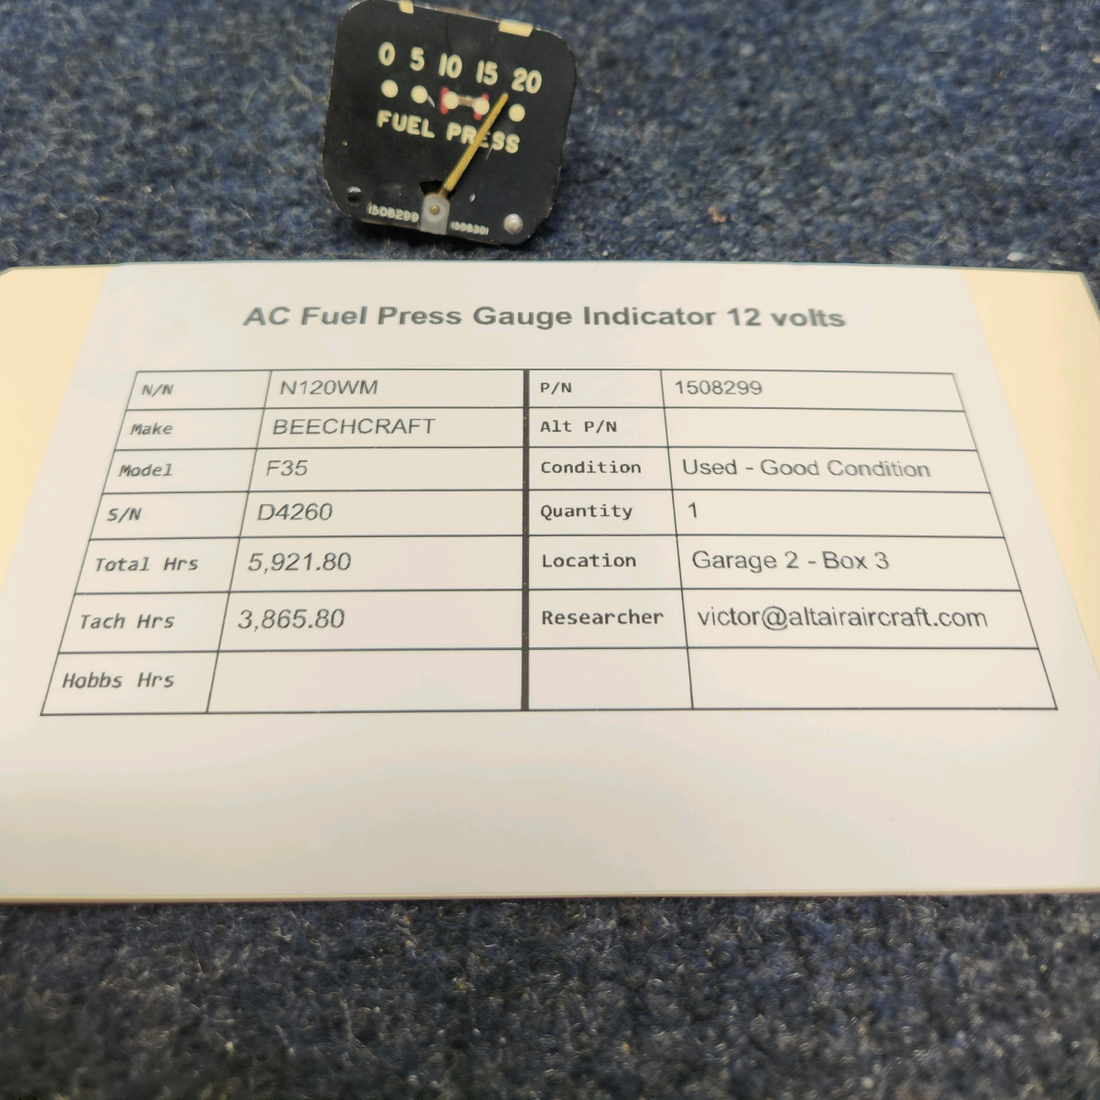 0 5 10 15 20
FUEL PRESS
1508299 1508301
AC Fuel Press Gauge Indicator 12 volts
N/N N120WM P/N 1508299
Make BEECHCRAFT Alt P/N
Model F35 Condition Used - Good Condition
S/N D4260 Quantity 1
Total Hrs 5,921.80 Location Garage 2 - Box 3
Tach Hrs 3,865.80 Researcher victor@altairaircraft.com
Hobbs Hrs